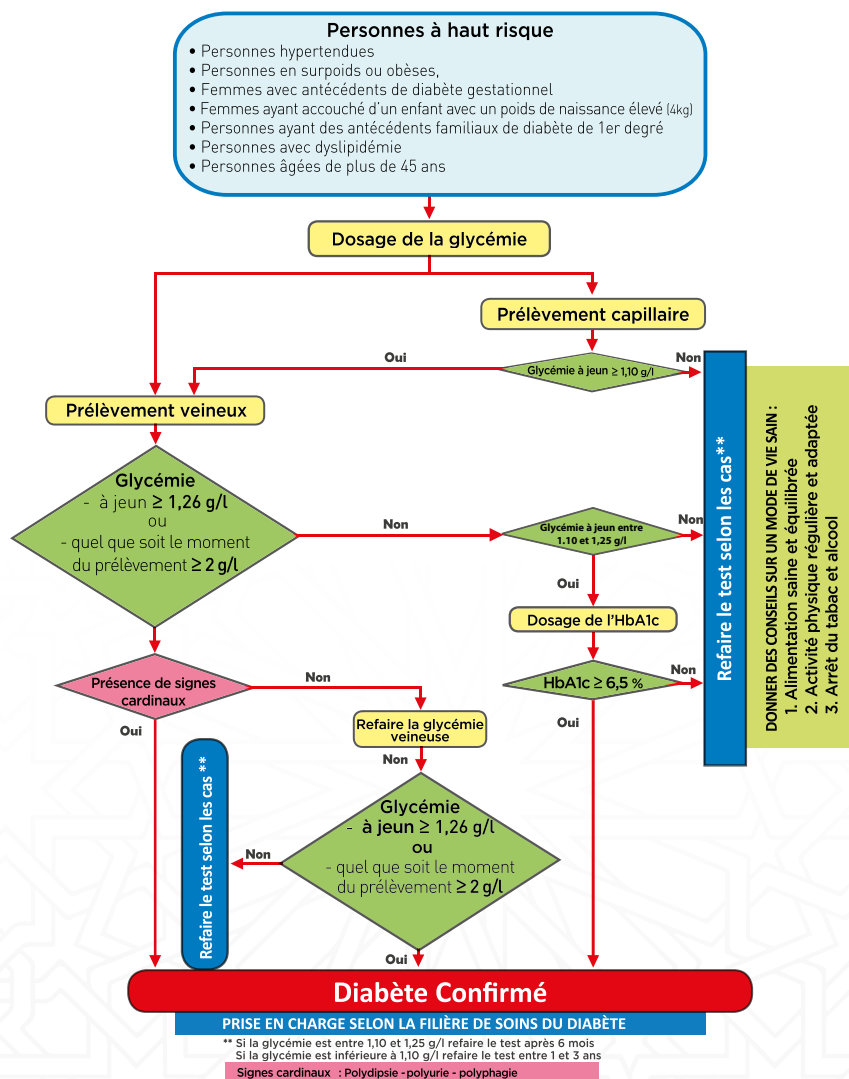 Personnes à haut risque
• Personnes hypertendues
• Personnes en surpoids ou obèses,
• Femmes avec antécédents de diabète gestationnel
• Femmes ayant accouché d'un enfant avec un poids de naissance élevé (4kg)
• Personnes ayant des antécédents familiaux de diabète de 1er degré
• Personnes avec dyslipidémie
• Personnes âgées de plus de 45 ans
Dosage de la glycémie
Prélèvement capillaire
Oui
Glycémie à jeun ≥ 1,10 g/l
Non
Prélèvement veineux
Glycémie
- à jeun ≥ 1,26 g/l
ou
- quel que soit le moment
du prélèvement ≥ 2 g/l
Non
Glycémie à jeun entre
1.10 et 1,25 g/l
Non
Oui
Dosage de l'HbA1c
HbA1c ≥ 6,5 %
Non
Oui
Refaire le test selon les cas**
DONNER DES CONSEILS SUR UN MODE DE VIE SAIN :
1. Alimentation saine et équilibrée
2. Activité physique régulière et adaptée
3. Arrêt du tabac et alcool
Présence de signes
cardinaux
Non
Oui
Refaire la glycémie
veineuse
Non
Glycémie
- à jeun ≥ 1,26 g/l
ou
- quel que soit le moment
du prélèvement ≥ 2 g/l
Non
Refaire le test selon les cas **
Oui
Diabète Confirmé
PRISE EN CHARGE SELON LA FILIÈRE DE SOINS DU DIABÈTE
** Si la glycémie est entre 1,10 et 1,25 g/l refaire le test après 6 mois
Si la glycémie est inférieure à 1,10 g/l refaire le test entre 1 et 3 ans
Signes cardinaux : Polydipsie - polyurie - polyphagie